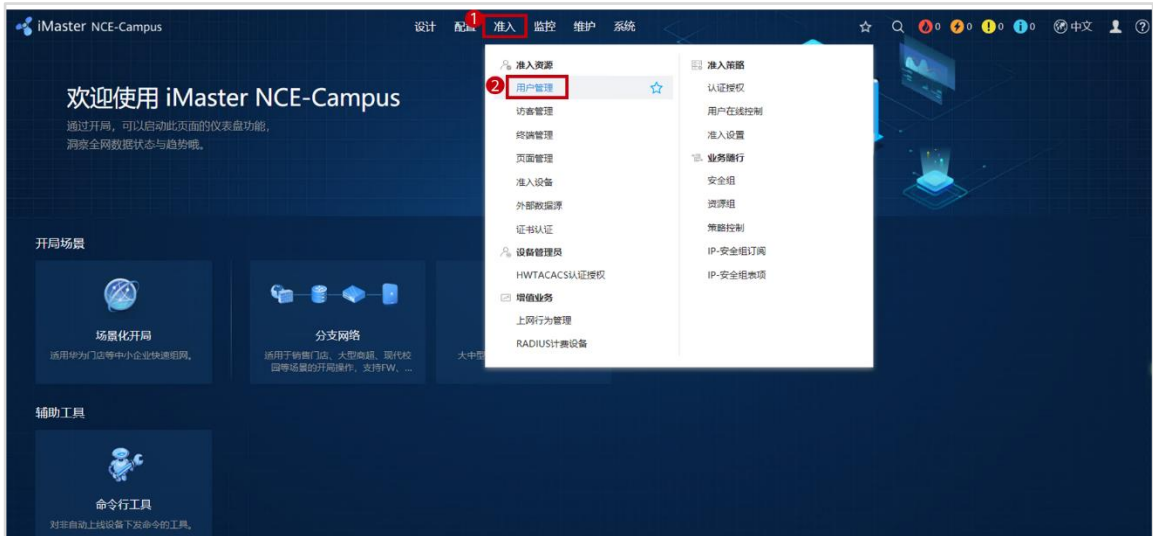 iMaster NCE-Campus 设计 配置 准入 监控 维护 系统 0 0 0 0 中文
1
准入资源 准入策略
2 用户管理 认证授权
访客管理 用户在线控制
终端管理 准入设置
页面管理 业务随行
准入设备 安全组
外部数据源 资源组
证书认证 策略控制
设备管理员 IP-安全组订阅
HWTACACS认证授权 IP-安全组表项
增值业务
上网行为管理
RADIUS计费设备
欢迎使用 iMaster NCE-Campus
通过开局，可以启动此页面的仪表盘功能，
洞察全网数据状态与趋势哦。
开局场景
场景化开局
适用华为门店等中小企业快速组网。
分支网络
适用于销售门店、大型商超、现代校
园等场景的开局操作，支持FW、...
大中型
辅助工具
命令行工具
对非自动上线设备下发命令的工具。